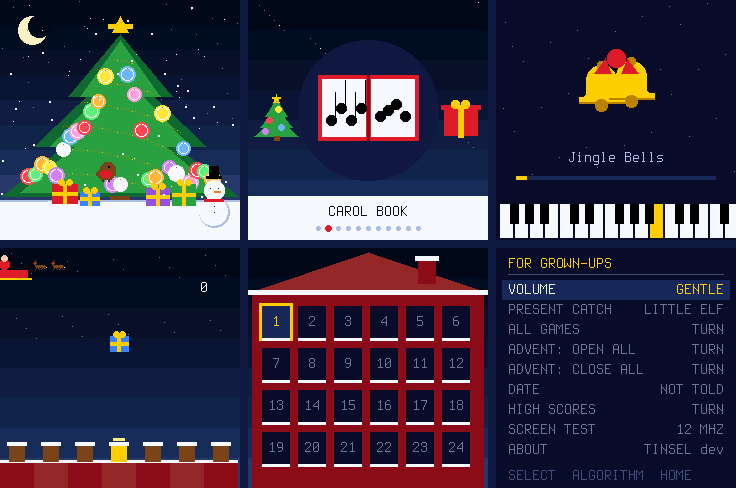 CAROL BOOK
Jingle Bells
0
1 2 3 4 5 6
7 8 9 10 11 12
13 14 15 16 17 18
19 20 21 22 23 24
FOR GROWN-UPS
VOLUME GENTLE
PRESENT CATCH LITTLE ELF
ALL GAMES TURN
ADVENT: OPEN ALL TURN
ADVENT: CLOSE ALL TURN
DATE NOT TOLD
HIGH SCORES TURN
SCREEN TEST 12 MHZ
ABOUT TINSEL dev
SELECT ALGORITHM HOME